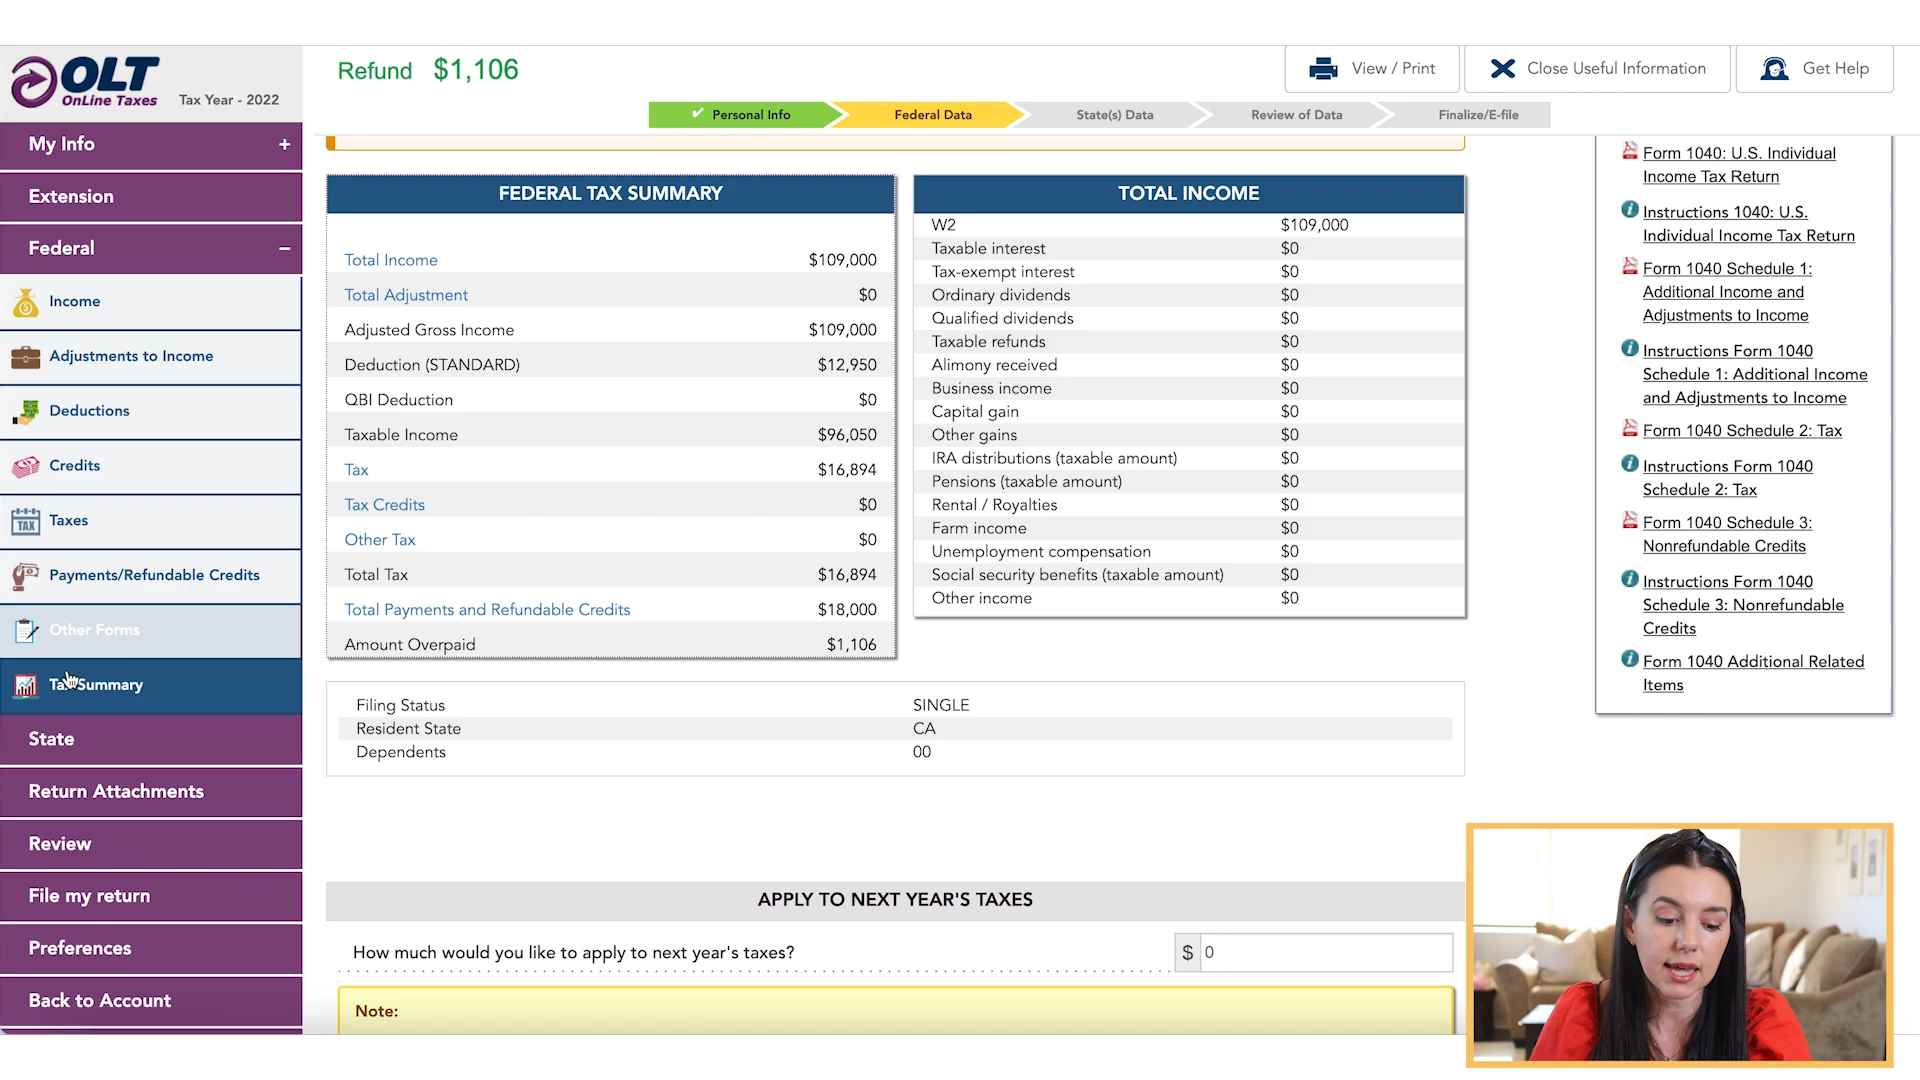 OLT
OnLine Taxes
Tax Year - 2022
My Info +
Extension
Federal −
Income
Adjustments to Income
Deductions
Credits
TAX
Taxes
Payments/Refundable Credits
Other Forms
Tax Summary
State
Return Attachments
Review
File my return
Preferences
Back to Account
Refund $1,106
View / Print
Close Useful Information
Get Help
Personal Info
Federal Data
State(s) Data
Review of Data
Finalize/E-file
FEDERAL TAX SUMMARY
Total Income $109,000
Total Adjustment $0
Adjusted Gross Income $109,000
Deduction (STANDARD) $12,950
QBI Deduction $0
Taxable Income $96,050
Tax $16,894
Tax Credits $0
Other Tax $0
Total Tax $16,894
Total Payments and Refundable Credits $18,000
Amount Overpaid $1,106
TOTAL INCOME
W2 $109,000
Taxable interest $0
Tax-exempt interest $0
Ordinary dividends $0
Qualified dividends $0
Taxable refunds $0
Alimony received $0
Business income $0
Capital gain $0
Other gains $0
IRA distributions (taxable amount) $0
Pensions (taxable amount) $0
Rental / Royalties $0
Farm income $0
Unemployment compensation $0
Social security benefits (taxable amount) $0
Other income $0
Filing Status SINGLE
Resident State CA
Dependents 00
APPLY TO NEXT YEAR'S TAXES
How much would you like to apply to next year's taxes? $ 0
Note:
Form 1040: U.S. Individual
Income Tax Return
Instructions 1040: U.S.
Individual Income Tax Return
Form 1040 Schedule 1:
Additional Income and
Adjustments to Income
Instructions Form 1040
Schedule 1: Additional Income
and Adjustments to Income
Form 1040 Schedule 2: Tax
Instructions Form 1040
Schedule 2: Tax
Form 1040 Schedule 3:
Nonrefundable Credits
Instructions Form 1040
Schedule 3: Nonrefundable
Credits
Form 1040 Additional Related
Items